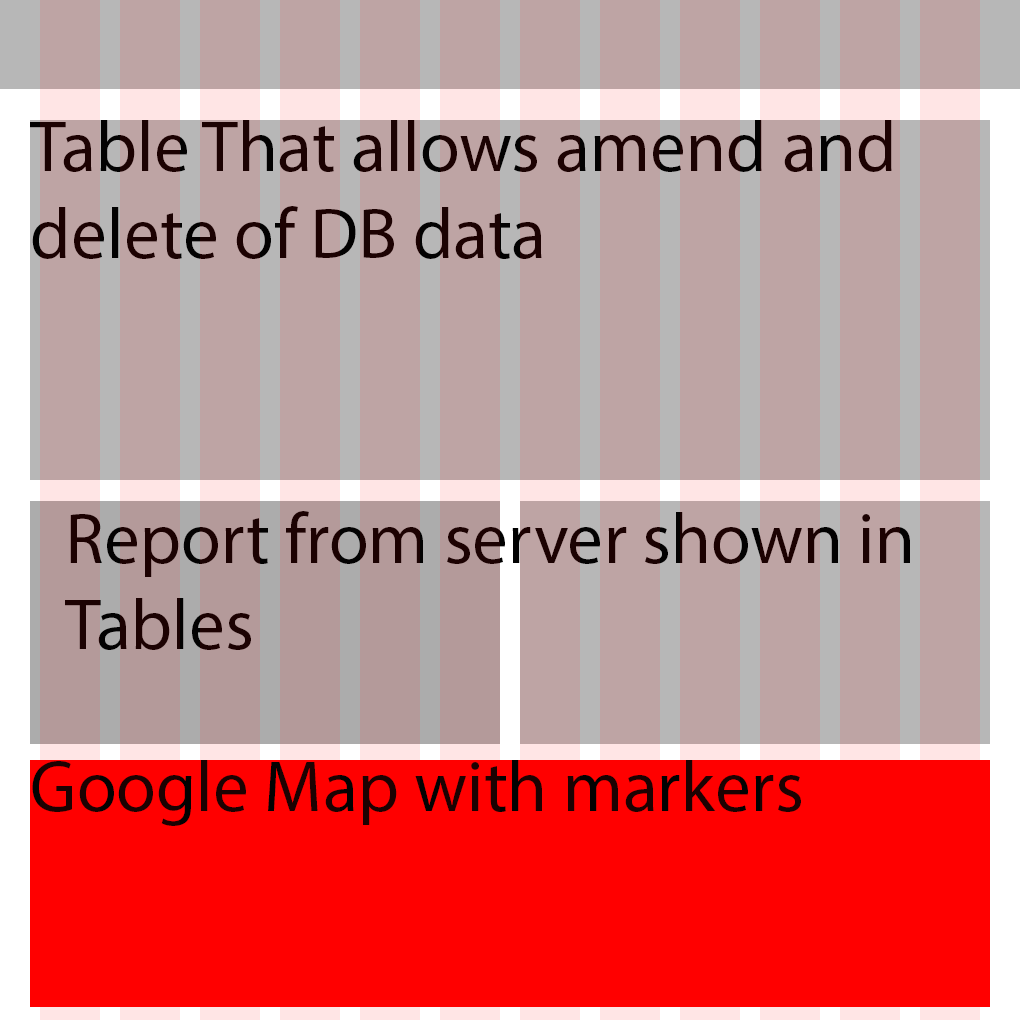 Table That allows amend and
delete of DB data
Report from server shown in
Tables
Google Map with markers